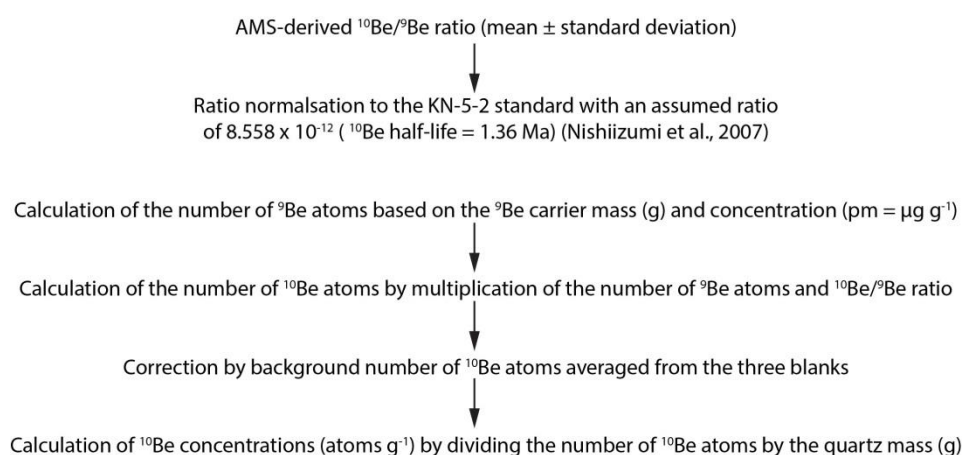 AMS-derived ¹⁰Be/⁹Be ratio (mean ± standard deviation)
Ratio normalsation to the KN-5-2 standard with an assumed ratio
of 8.558 x 10⁻¹² ( ¹⁰Be half-life = 1.36 Ma) (Nishiizumi et al., 2007)
Calculation of the number of ⁹Be atoms based on the ⁹Be carrier mass (g) and concentration (pm = µg g⁻¹)
Calculation of the number of ¹⁰Be atoms by multiplication of the number of ⁹Be atoms and ¹⁰Be/⁹Be ratio
Correction by background number of ¹⁰Be atoms averaged from the three blanks
Calculation of ¹⁰Be concentrations (atoms g⁻¹) by dividing the number of ¹⁰Be atoms by the quartz mass (g)